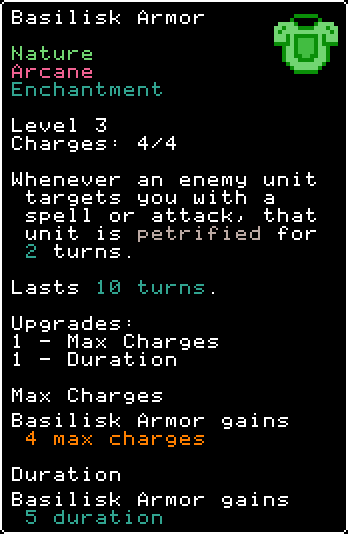 Basilisk Armor
Nature
Arcane
Enchantment
Level 3
Charges: 4/4
Whenever an enemy unit
targets you with a
spell or attack, that
unit is petrified for
2 turns.
Lasts 10 turns.
Upgrades:
1 - Max Charges
1 - Duration
Max Charges
Basilisk Armor gains
4 max charges
Duration
Basilisk Armor gains
5 duration